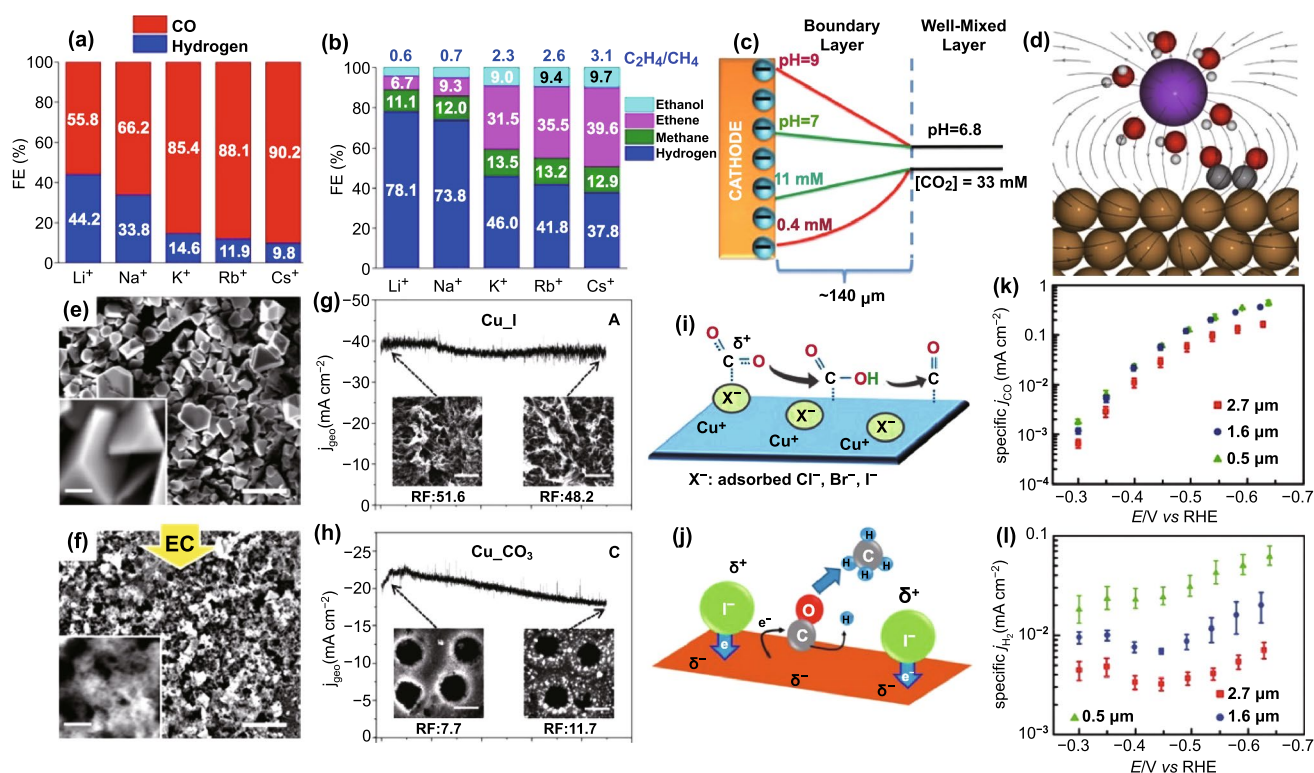 (a)
CO
Hydrogen
FE (%)
100
80
60
40
20
0
55.8
66.2
85.4
88.1
90.2
44.2
33.8
14.6
11.9
9.8
Li⁺
Na⁺
K⁺
Rb⁺
Cs⁺
(b)
0.6
0.7
2.3
2.6
3.1
C₂H₄/CH₄
FE (%)
100
80
60
40
20
0
6.7
11.1
78.1
9.3
12.0
73.8
9.0
31.5
13.5
46.0
9.4
35.5
13.2
41.8
9.7
39.6
12.9
37.8
Li⁺
Na⁺
K⁺
Rb⁺
Cs⁺
Ethanol
Ethene
Methane
Hydrogen
(c)
Boundary
Layer
Well-Mixed
Layer
CATHODE
pH=9
pH=7
pH=6.8
11 mM
[CO₂] = 33 mM
0.4 mM
~140 μm
(d)
(e)
(f)
EC
(g)
Cu_I
A
j_geo(mA cm⁻²)
−50
−40
−30
−20
−10
0
RF:51.6
RF:48.2
(h)
Cu_CO₃
C
j_geo(mA cm⁻²)
−25
−20
−15
−10
−5
0
RF:7.7
RF:11.7
(i)
O
δ⁺
C
O
O
C
OH
O
C
X⁻
X⁻
X⁻
Cu⁺
Cu⁺
Cu⁺
X⁻: adsorbed Cl⁻, Br⁻, I⁻
(j)
H
H
C
H
H
δ⁺
δ⁺
I⁻
O
H
I⁻
e⁻
C
e⁻
e⁻
δ⁻
δ⁻
δ⁻
(k)
specific j_CO (mA cm⁻²)
1
0.1
10⁻²
10⁻³
10⁻⁴
2.7 μm
1.6 μm
0.5 μm
−0.3
−0.4
−0.5
−0.6
−0.7
E/V vs RHE
(l)
specific j_H₂(mA cm⁻²)
0.1
10⁻²
10⁻³
2.7 μm
0.5 μm
1.6 μm
−0.3
−0.4
−0.5
−0.6
−0.7
E/V vs RHE